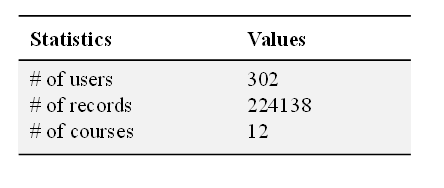 Statistics Values
# of users 302
# of records 224138
# of courses 12